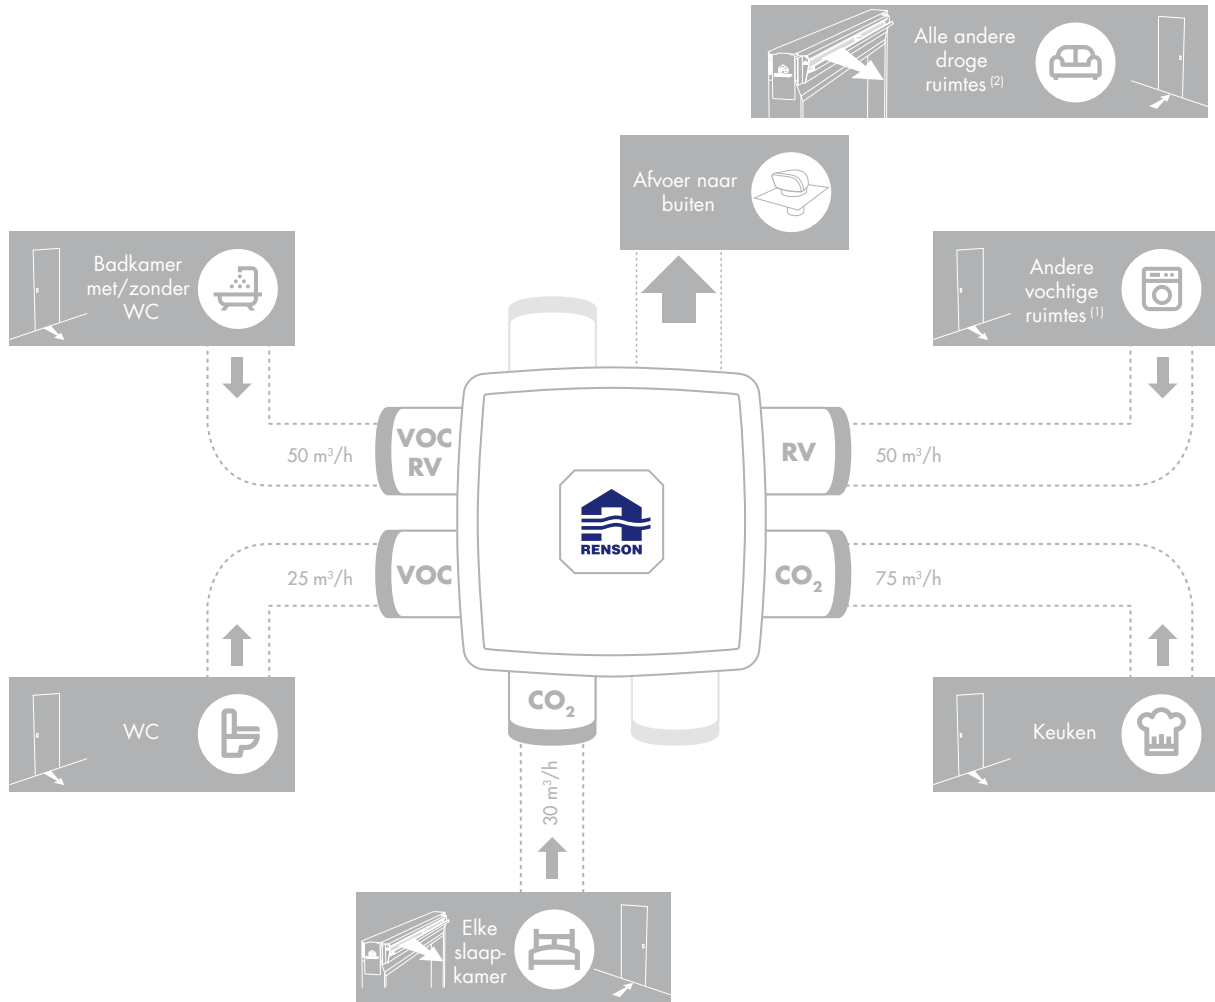 Alle andere
droge
ruimtes (2)
Afvoer naar
buiten
Badkamer
met/zonder
WC
Andere
vochtige
ruimtes (1)
50 m³/h
VOC
RV
RV
50 m³/h
RENSON
25 m³/h
VOC
CO₂
75 m³/h
CO₂
WC
Keuken
30 m³/h
Elke
slaap-
kamer